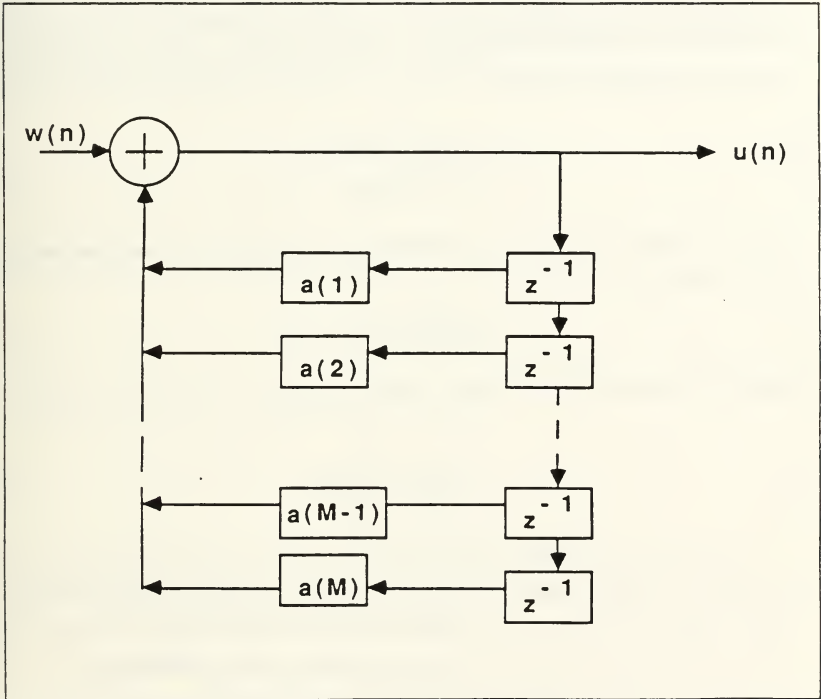 w(n)
+
u(n)
a(1)
z^-1
a(2)
z^-1
a(M-1)
z^-1
a(M)
z^-1